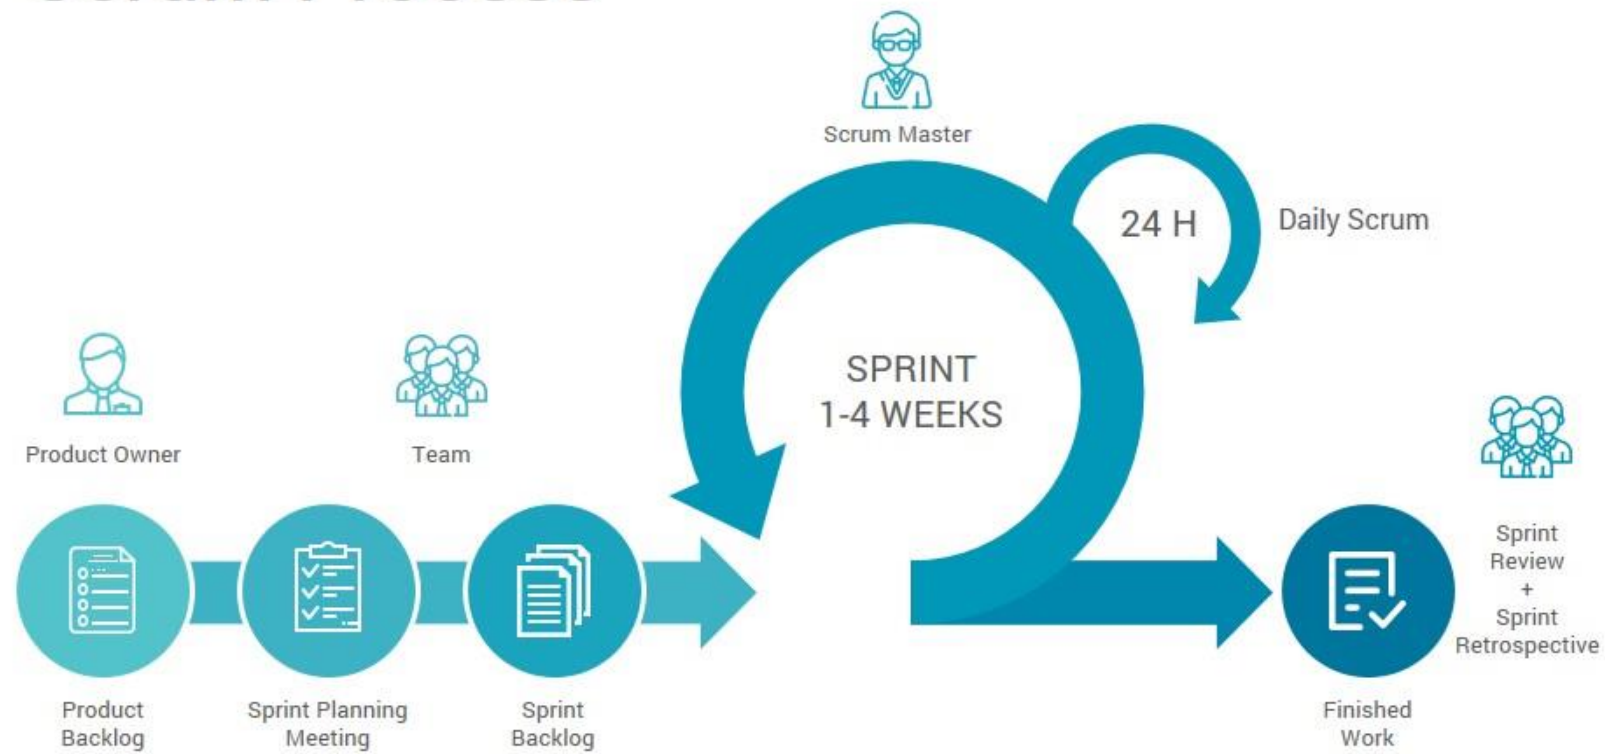 Scrum Master
24 H
Daily Scrum
SPRINT
1-4 WEEKS
Product Owner
Team
Sprint
Review
+
Sprint
Retrospective
Product
Backlog
Sprint Planning
Meeting
Sprint
Backlog
Finished
Work